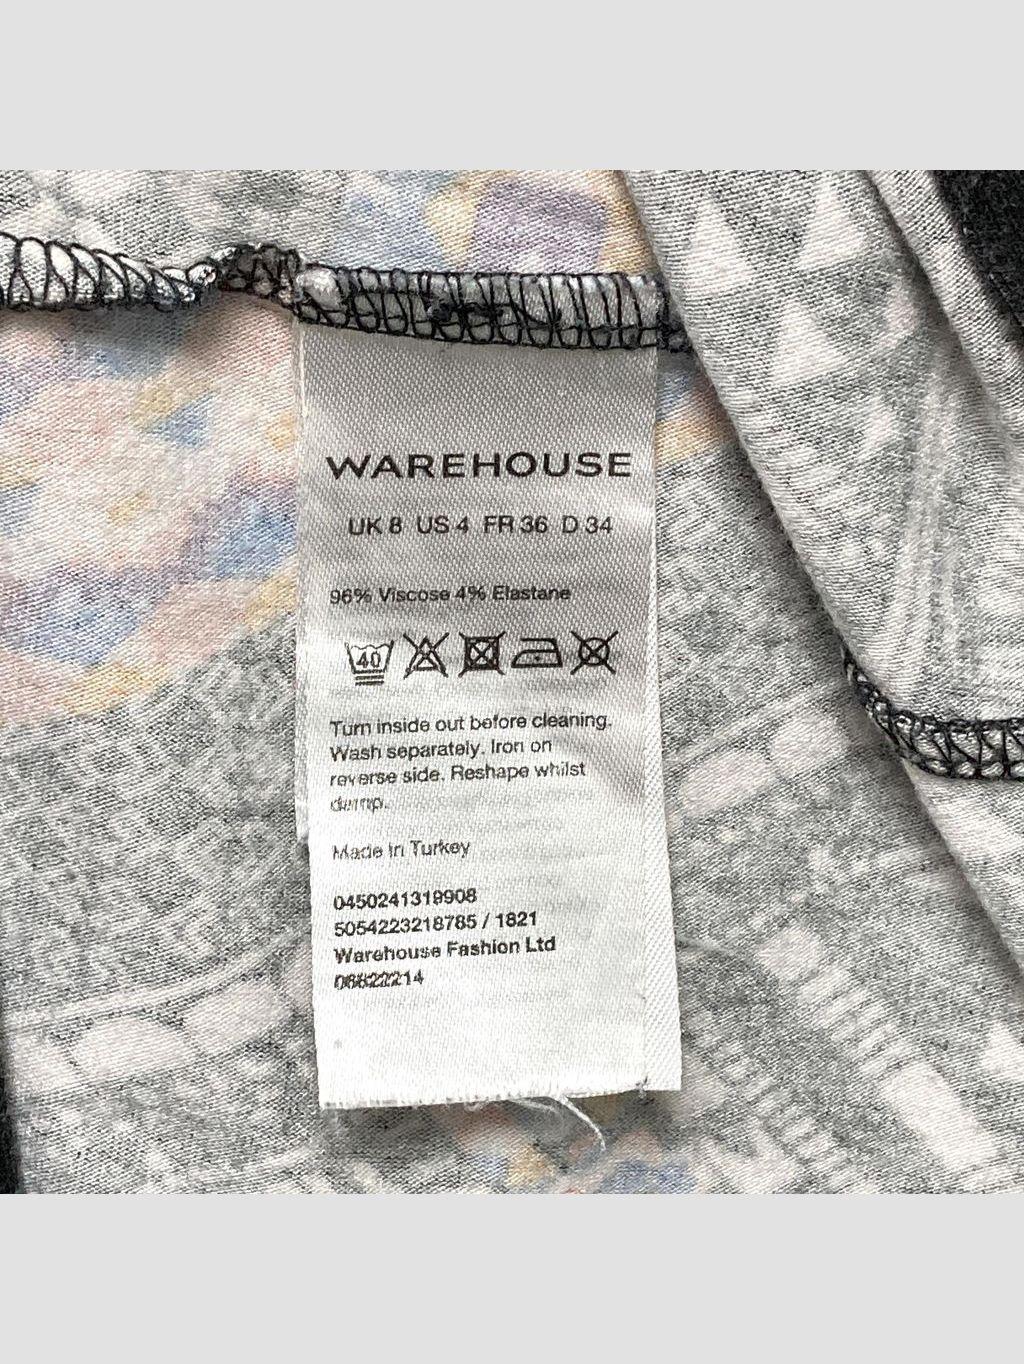 WAREHOUSE
UK 8 US 4 FR 36 D 34
96% Viscose 4% Elastane
40
Turn inside out before cleaning.
Wash separately. Iron on
reverse side. Reshape whilst
damp.
Made in Turkey
0450241319908
5054223218785 / 1821
Warehouse Fashion Ltd
06822214